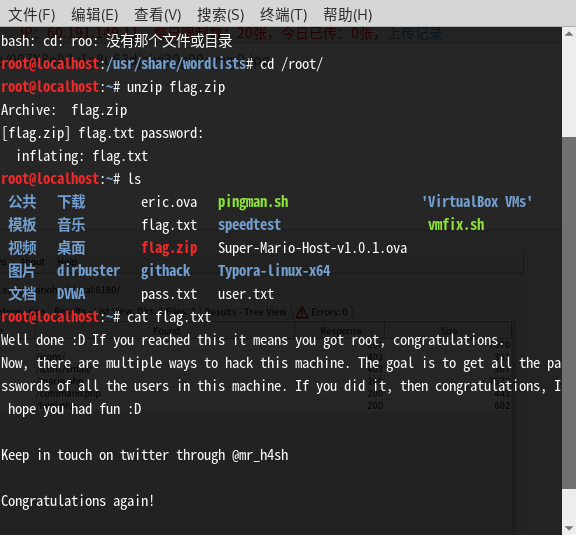 文件(F) 编辑(E) 查看(V) 搜索(S) 终端(T) 帮助(H)
bash: cd: roo: 没有那个文件或目录
root@localhost:/usr/share/wordlists# cd /root/
root@localhost:~# unzip flag.zip
Archive:  flag.zip
[flag.zip] flag.txt password:
  inflating: flag.txt
root@localhost:~# ls
公共 下载 eric.ova pingman.sh 'VirtualBox VMs'
模板 音乐 flag.txt speedtest vmfix.sh
视频 桌面 flag.zip Super-Mario-Host-v1.0.1.ova
图片 dirbuster githack Typora-linux-x64
文档 DVWA pass.txt user.txt
root@localhost:~# cat flag.txt
Well done :D If you reached this it means you got root, congratulations.
Now, there are multiple ways to hack this machine. The goal is to get all the pa
sswords of all the users in this machine. If you did it, then congratulations, I
 hope you had fun :D
Keep in touch on twitter through @mr_h4sh
Congratulations again!